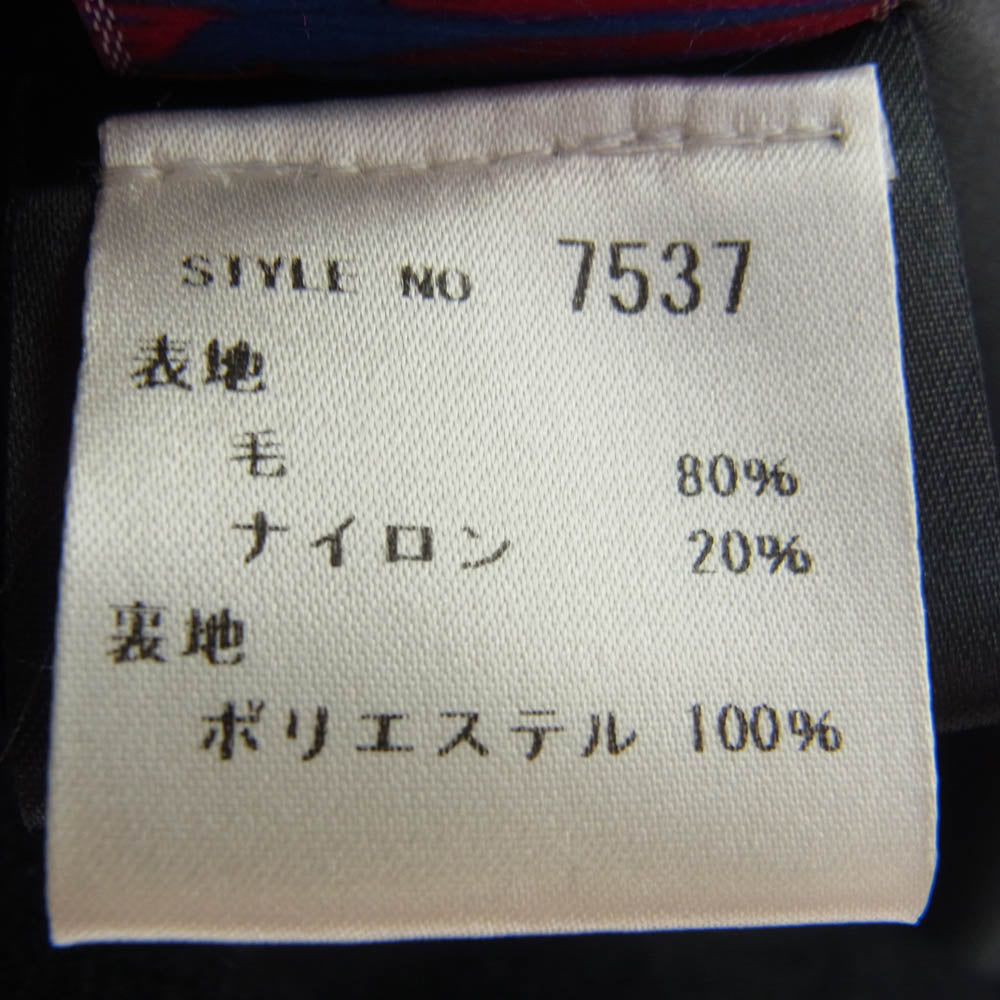 STYLE NO 7537
表地
毛 80%
ナイロン 20%
裏地
ポリエステル 100%